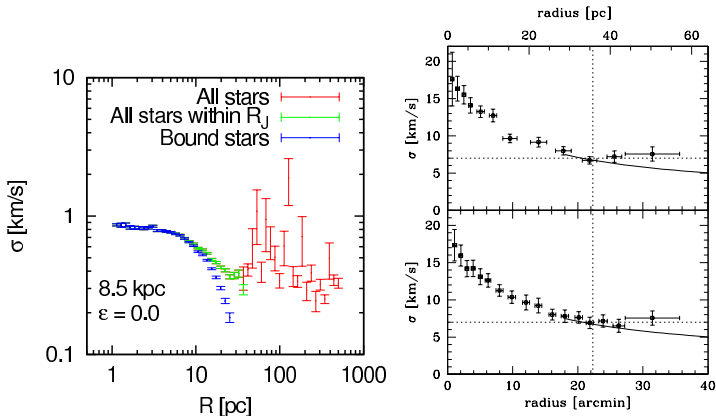 10
1
0.1
σ [km/s]
All stars
All stars within R_J
Bound stars
8.5 kpc
ε = 0.0
1 10 100 1000
R [pc]
radius [pc]
0 20 40 60
20
15
10
5
0
σ [km/s]
20
15
10
5
0
σ [km/s]
0 10 20 30 40
radius [arcmin]